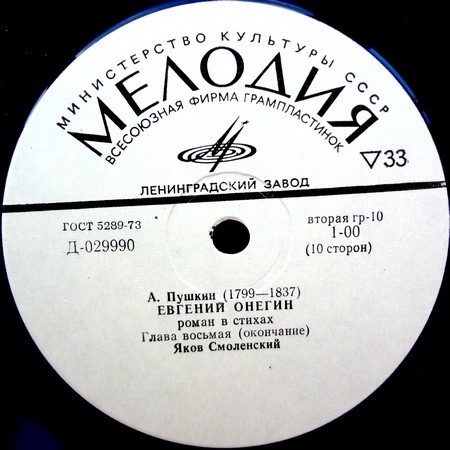 МИНИСТЕРСТВО КУЛЬТУРЫ СССР
МЕЛОДИЯ
ВСЕСОЮЗНАЯ ФИРМА ГРАМПЛАСТИНОК
▽33
ЛЕНИНГРАДСКИЙ ЗАВОД
ГОСТ 5289-73
Д-029990
вторая гр-10
1-00
(10 сторон)
А. Пушкин (1799—1837)
ЕВГЕНИЙ ОНЕГИН
роман в стихах
Глава восьмая (окончание)
Яков Смоленский